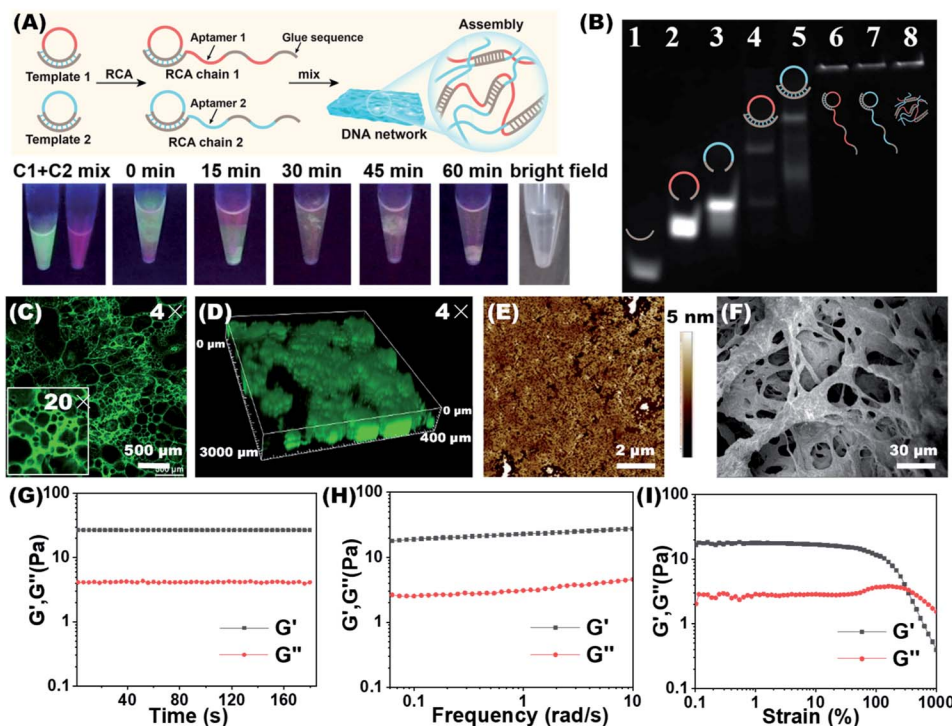 (A)
Aptamer 1
Glue sequence
Assembly
Template 1
RCA
RCA chain 1
mix
Aptamer 2
Template 2
RCA chain 2
DNA network
C1+C2 mix 0 min 15 min 30 min 45 min 60 min bright field
(B)
1 2 3 4 5 6 7 8
(C) 4×
20×
500 μm
(D) 4×
0 μm
0 μm
3000 μm
400 μm
(E)
2 μm
5 nm
0
(F)
30 μm
(G)
100
10
1
0.1
G',G''(Pa)
G'
G''
40 80 120 160
Time (s)
(H)
100
10
1
0.1
G',G''(Pa)
G'
G''
0.1 1 10
Frequency (rad/s)
(I)
100
10
1
0.1
G',G''(Pa)
G'
G''
0.1 1 10 100 1000
Strain (%)